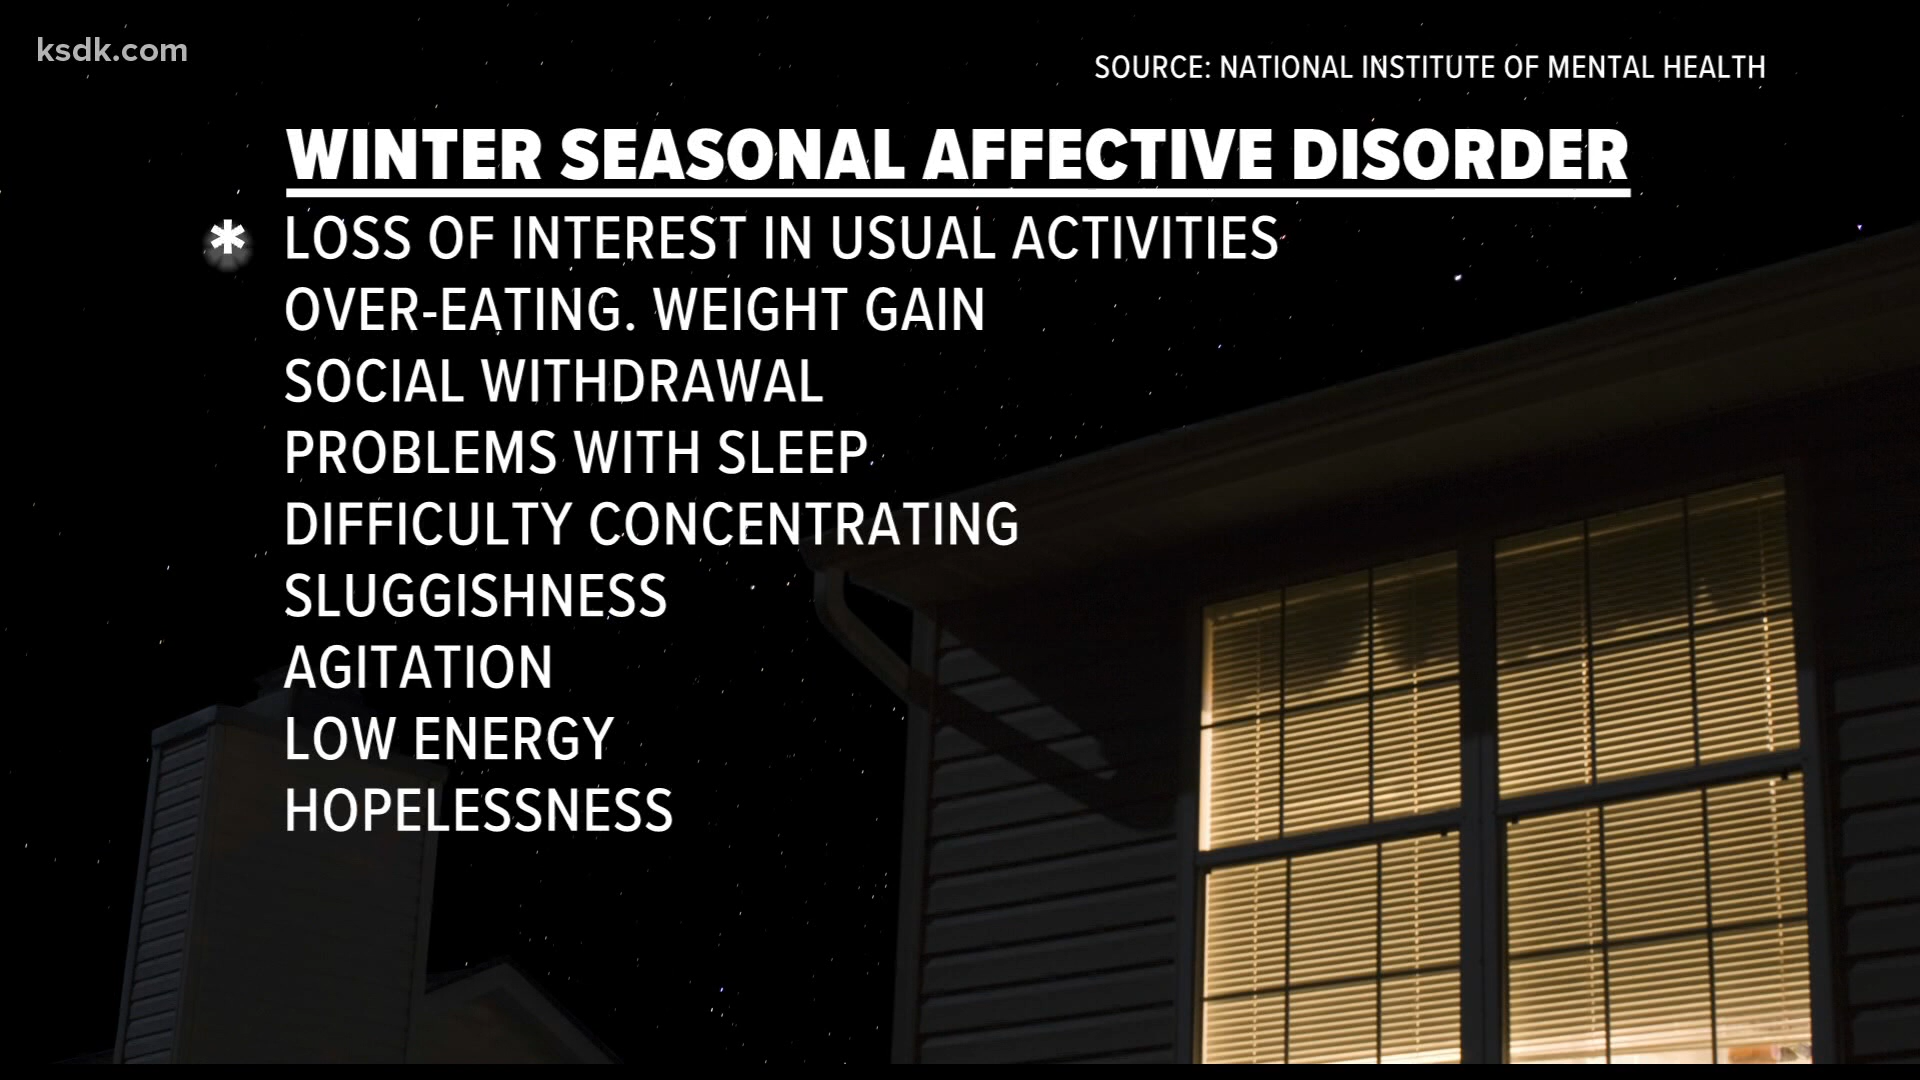 ksdk.com
SOURCE: NATIONAL INSTITUTE OF MENTAL HEALTH
WINTER SEASONAL AFFECTIVE DISORDER
* LOSS OF INTEREST IN USUAL ACTIVITIES
OVER-EATING. WEIGHT GAIN
SOCIAL WITHDRAWAL
PROBLEMS WITH SLEEP
DIFFICULTY CONCENTRATING
SLUGGISHNESS
AGITATION
LOW ENERGY
HOPELESSNESS